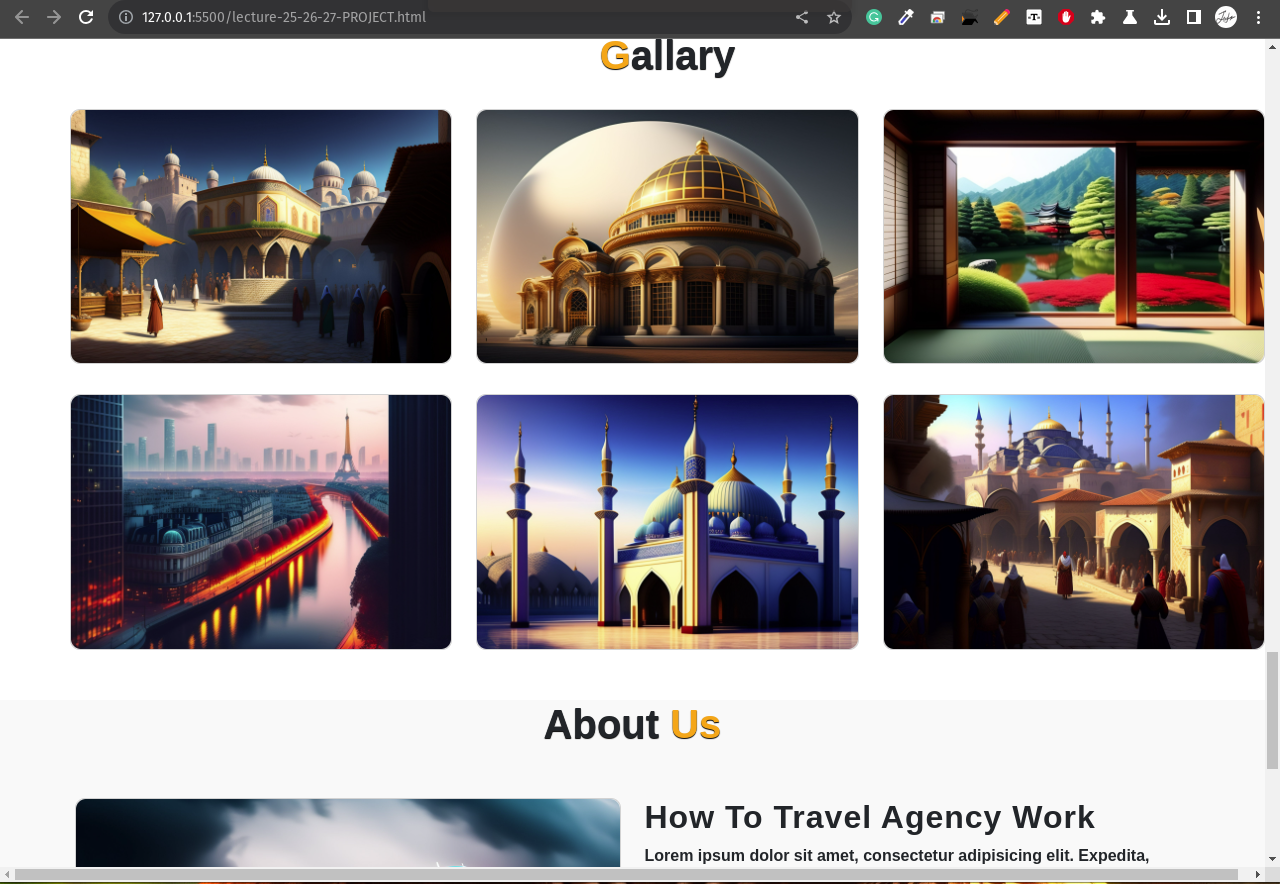 127.0.0.1:5500/lecture-25-26-27-PROJECT.html
Gallary
About Us
How To Travel Agency Work
Lorem ipsum dolor sit amet, consectetur adipisicing elit. Expedita,